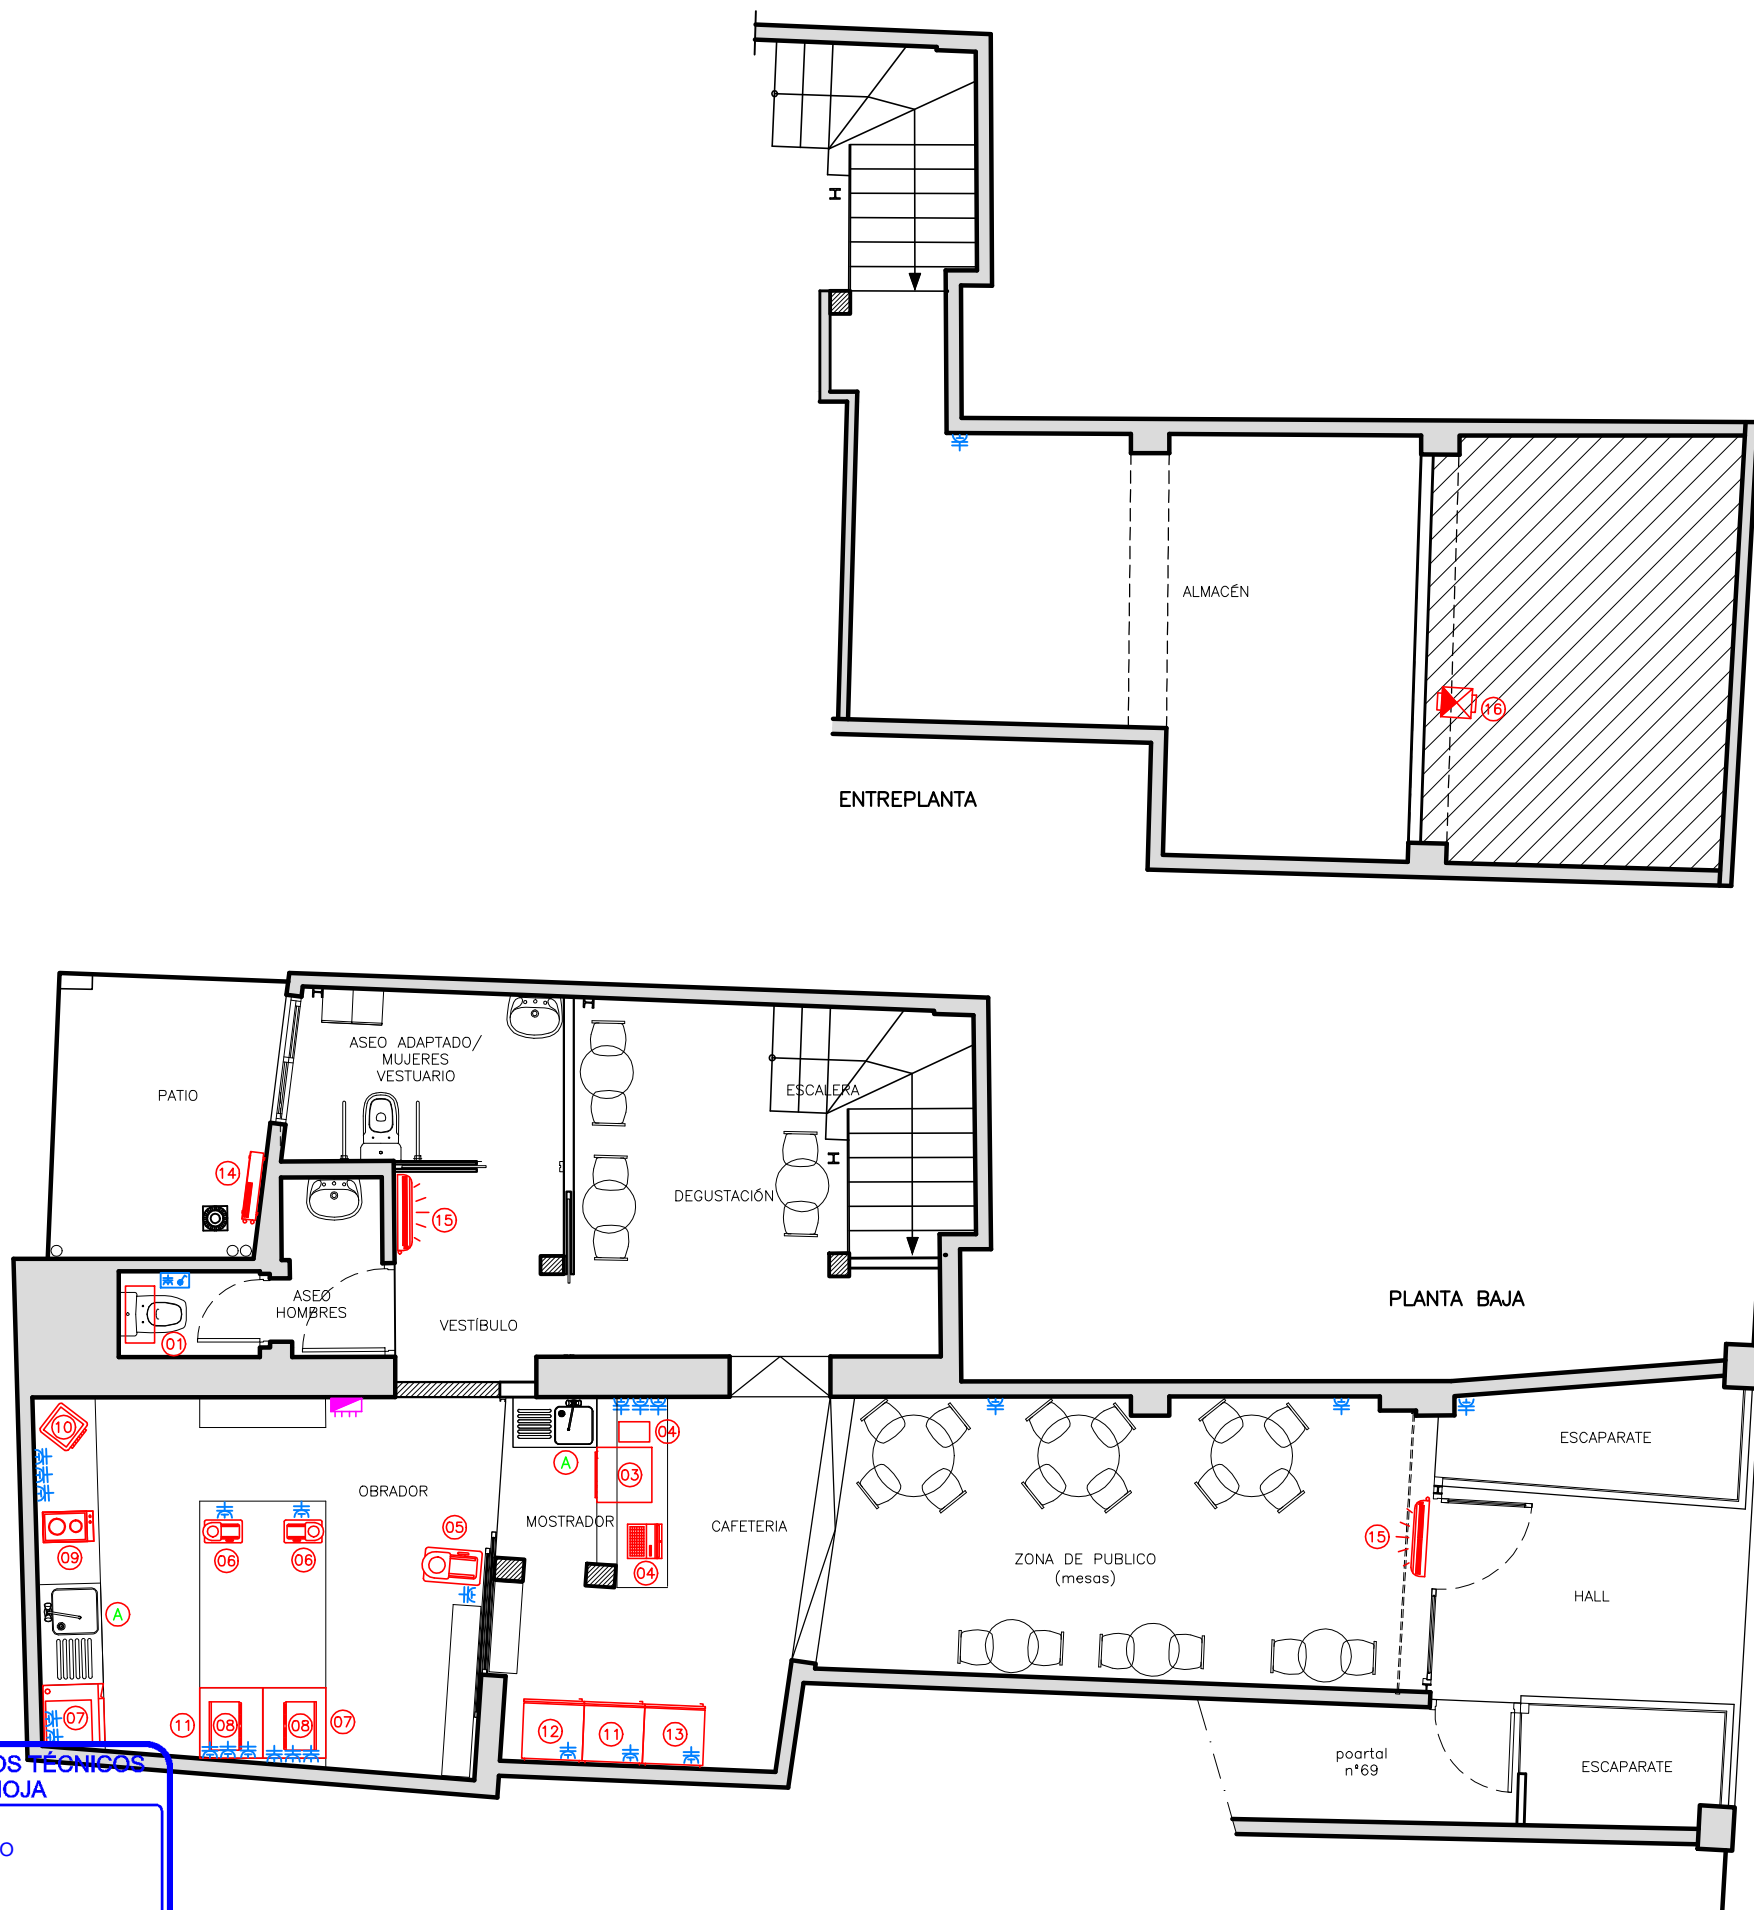 H
ALMACÉN
16
ENTREPLANTA
H
H
ASEO ADAPTADO/
MUJERES
VESTUARIO
PATIO
ESCALERA
H
14
DEGUSTACIÓN
15
ASEO
HOMBRES
PLANTA BAJA
VESTÍBULO
01
10
04
ESCAPARATE
A
03
OBRADOR
MOSTRADOR
CAFETERIA
05
15
09
06
06
04
ZONA DE PUBLICO
(mesas)
HALL
A
07
11
08
08
07
12
11
13
poartal
nº69
ESCAPARATE
OS TÉCNICOS
IOJA
O